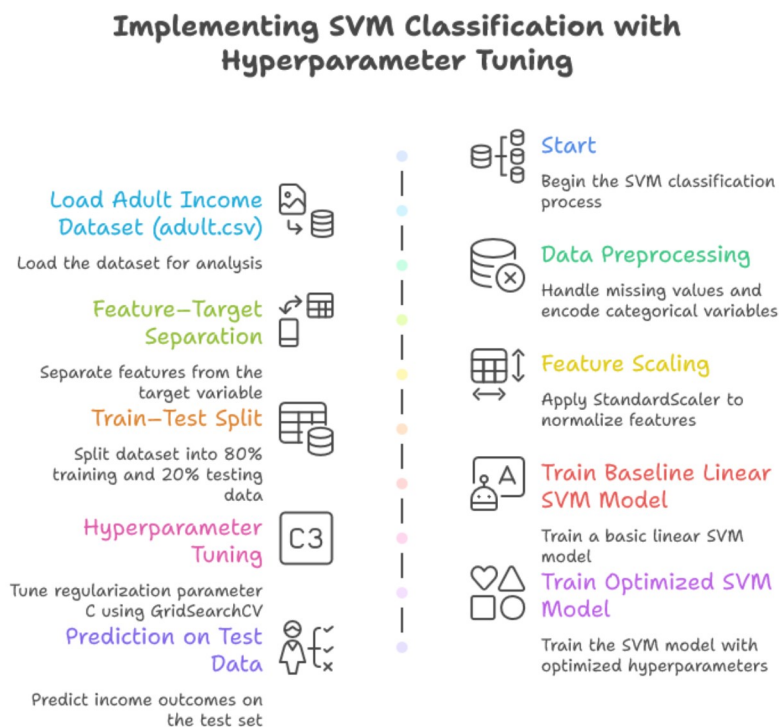 Implementing SVM Classification with
Hyperparameter Tuning
Start
Begin the SVM classification
process
Load Adult Income
Dataset (adult.csv)
Load the dataset for analysis
Data Preprocessing
Handle missing values and
encode categorical variables
Feature–Target
Separation
Separate features from the
target variable
Feature Scaling
Apply StandardScaler to
normalize features
Train–Test Split
Split dataset into 80%
training and 20% testing
data
A
Train Baseline Linear
SVM Model
Train a basic linear SVM
model
Hyperparameter
Tuning
C3
Tune regularization parameter
C using GridSearchCV
Train Optimized SVM
Model
Train the SVM model with
optimized hyperparameters
Prediction on Test
Data
Predict income outcomes on
the test set